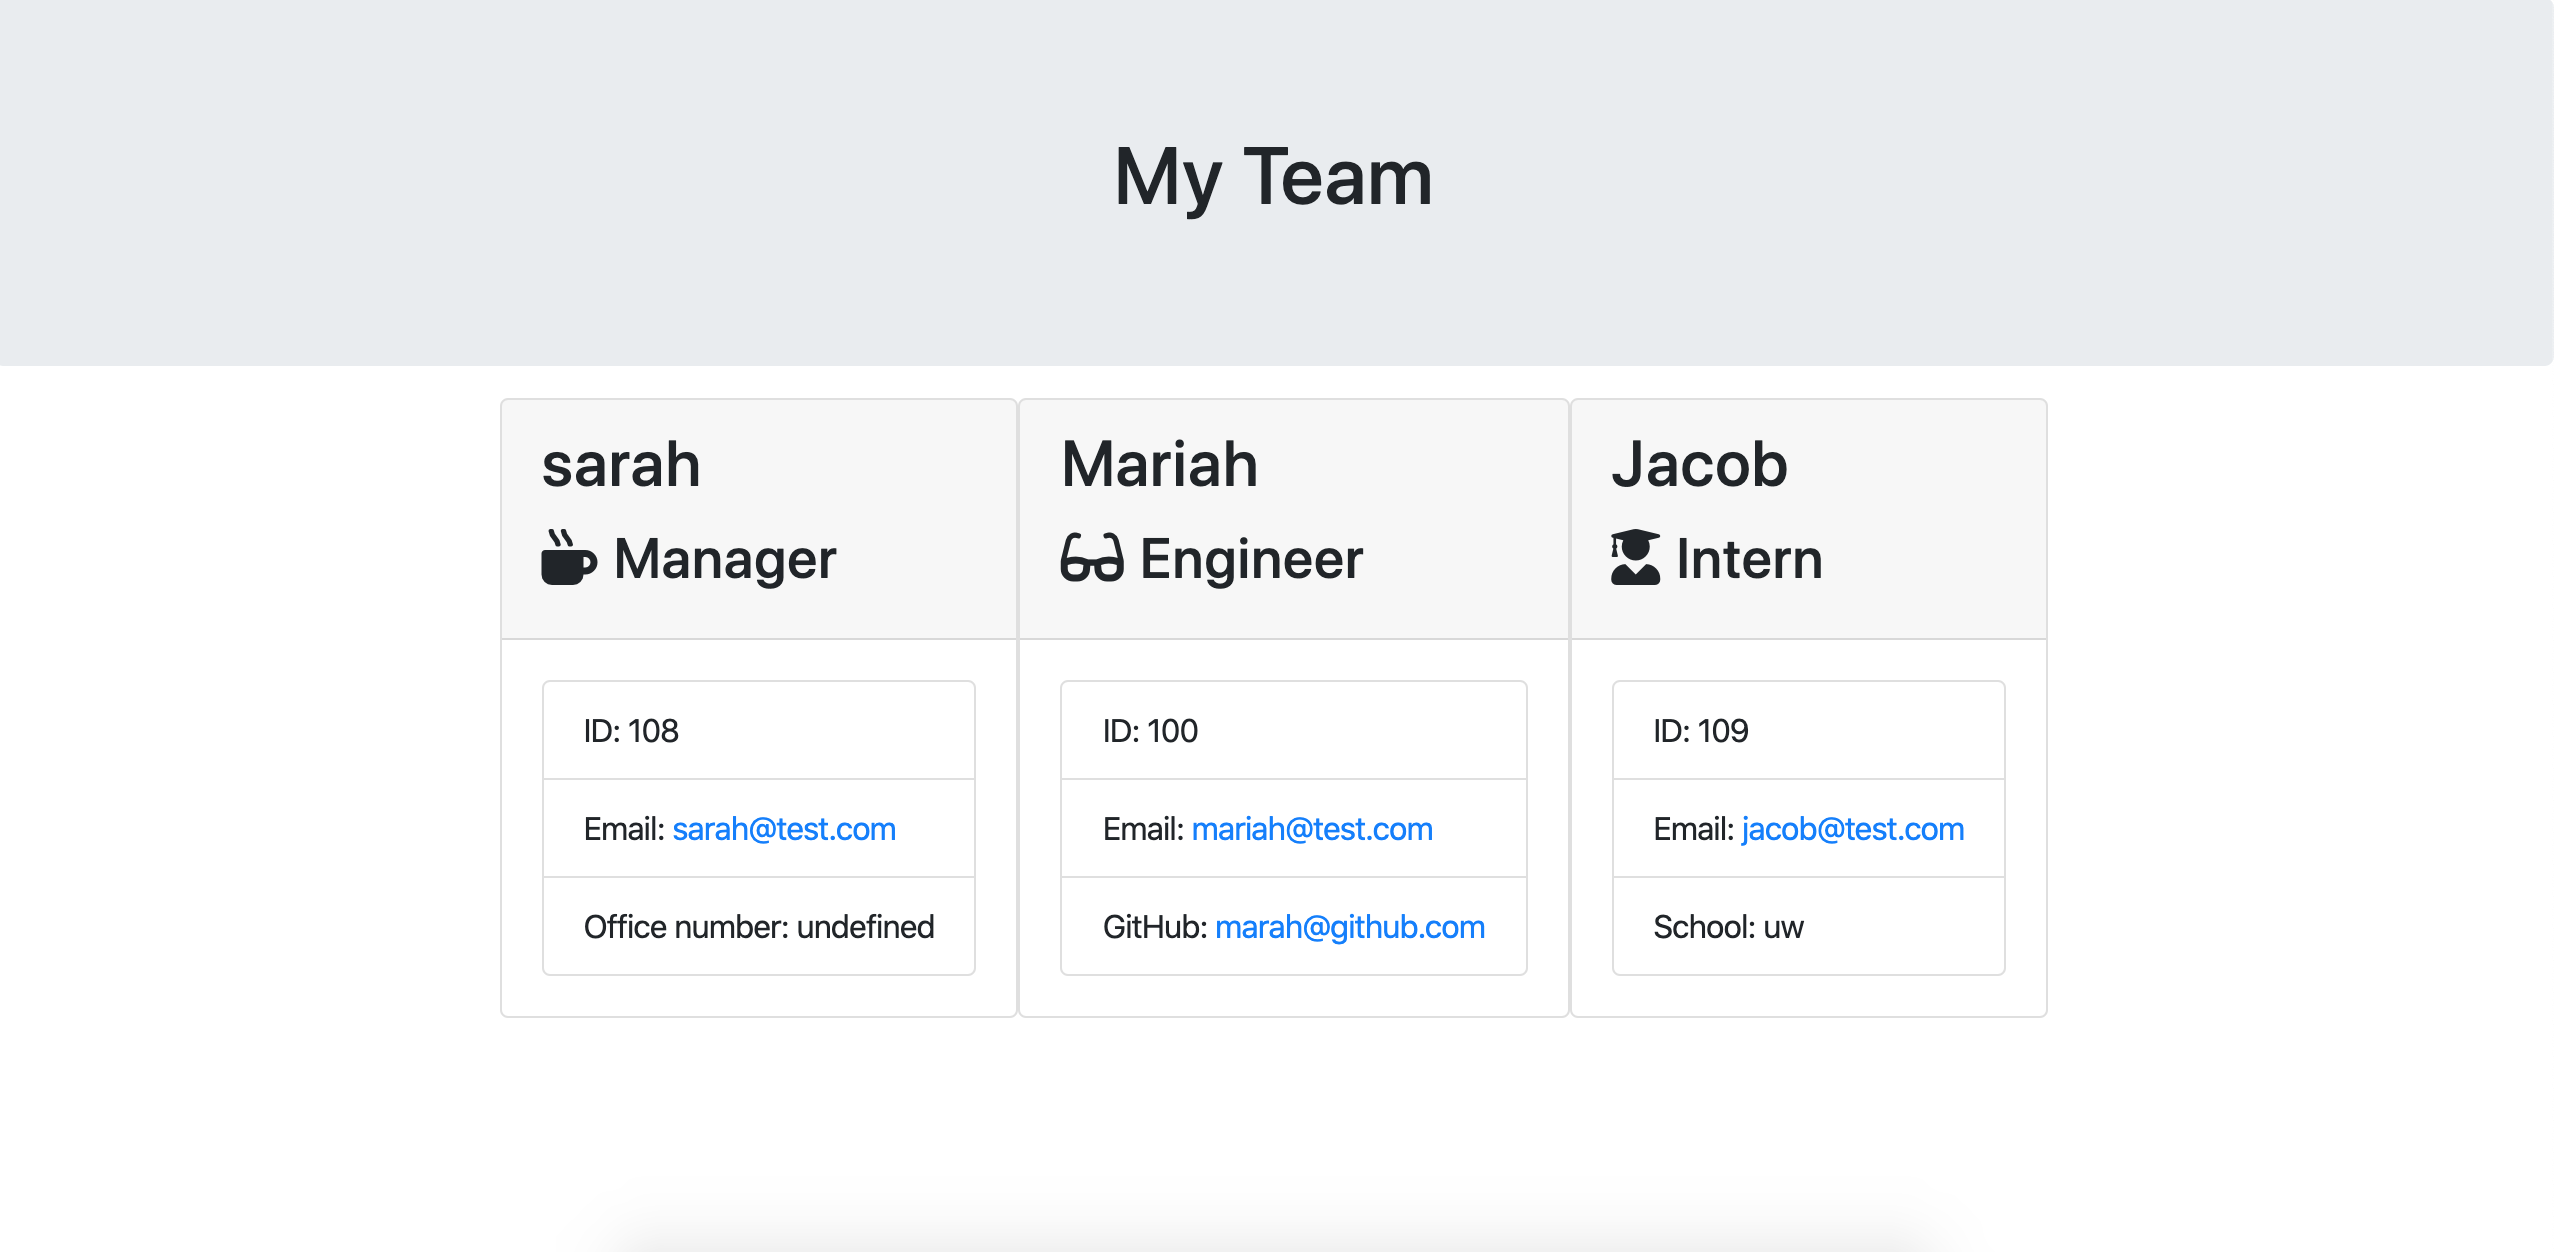 My Team
sarah
Manager
ID: 108
Email: sarah@test.com
Office number: undefined
Mariah
Engineer
ID: 100
Email: mariah@test.com
GitHub: marah@github.com
Jacob
Intern
ID: 109
Email: jacob@test.com
School: uw